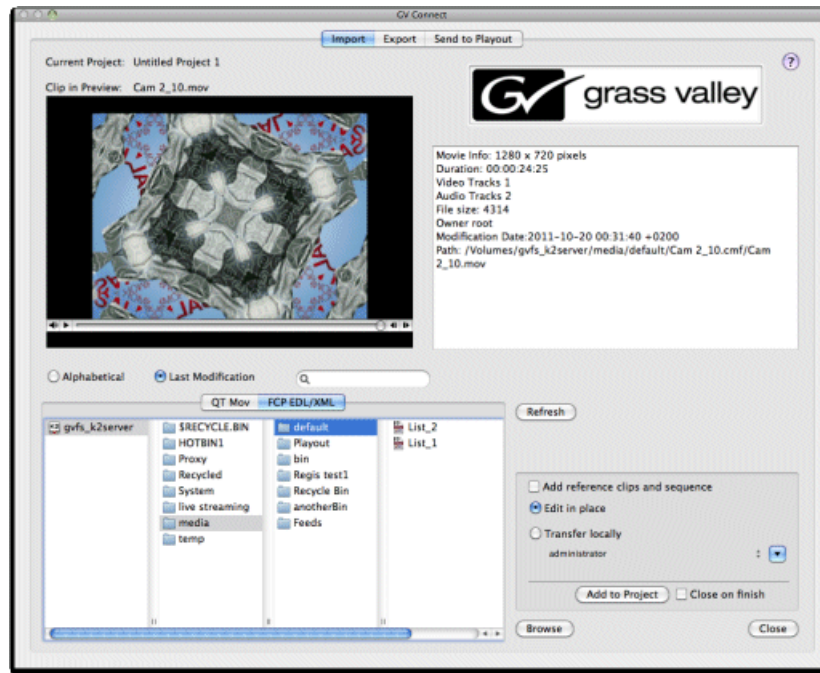 GV Connect
Import Export Send to Playout
Current Project: Untitled Project 1
?
Clip in Preview: Cam 2_10.mov
GV grass valley
Movie Info: 1280 x 720 pixels
Duration: 00:00:24:25
Video Tracks 1
Audio Tracks 2
File size: 4314
Owner root
Modification Date:2011-10-20 00:31:40 +0200
Path: /Volumes/gvfs_k2server/media/default/Cam 2_10.cmf/Cam
2_10.mov
Alphabetical Last Modification
QT Mov FCP EDL/XML
Refresh
gvfs_k2server $RECYCLE.BIN default List_2
HOTBIN1 Playout List_1
Proxy bin
Recycled Regis test1
System Recycle Bin
live streaming anotherBin
media Feeds
temp
Add reference clips and sequence
Edit in place
Transfer locally
administrator
Add to Project Close on finish
Browse Close